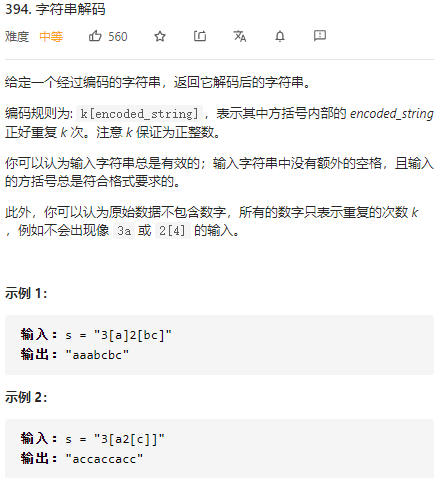 394. 字符串解码
难度 中等 560
给定一个经过编码的字符串，返回它解码后的字符串。
编码规则为: k[encoded_string]，表示其中方括号内部的 encoded_string
正好重复 k 次。注意 k 保证为正整数。
你可以认为输入字符串总是有效的；输入字符串中没有额外的空格，且输入
的方括号总是符合格式要求的。
此外，你可以认为原始数据不包含数字，所有的数字只表示重复的次数 k
，例如不会出现像 3a 或 2[4] 的输入。
示例 1：
输入：s = "3[a]2[bc]"
输出："aaabcbc"
示例 2：
输入：s = "3[a2[c]]"
输出："accaccacc"